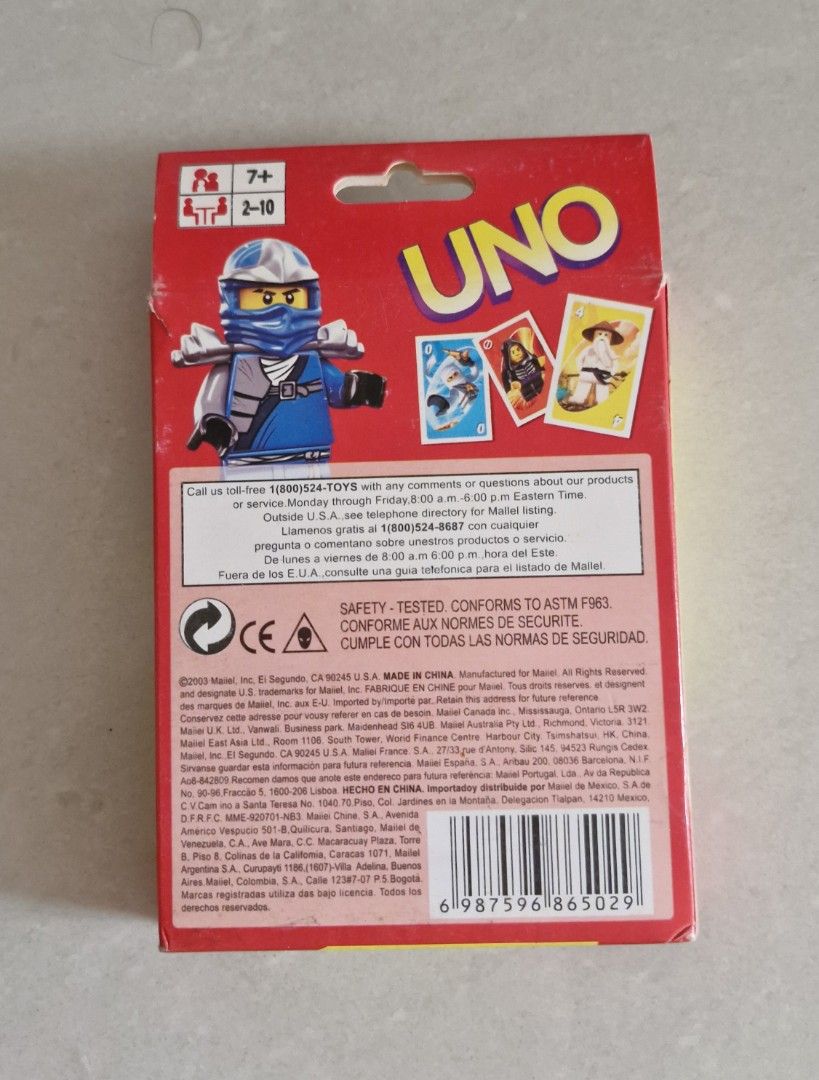 7+
2-10
UNO
0
0
0
4
4
Call us toll-free 1(800)524-TOYS with any comments or questions about our products
or service.Monday through Friday,8:00 a.m.-6:00 p.m Eastern Time.
Outside U.S.A.,see telephone directory for Mallel listing.
Llamenos gratis al 1(800)524-8687 con cualquier
pregunta o comentano sobre unestros productos o servicio.
De lunes a viernes de 8:00 a.m 6:00 p.m.,hora del Este.
Fuera de los E.U.A.,consulte una guia telefonica para el listado de Mallel.
CE
SAFETY - TESTED. CONFORMS TO ASTM F963.
CONFORME AUX NORMES DE SECURITE.
CUMPLE CON TODAS LAS NORMAS DE SEGURIDAD.
©2003 Maiiel, Inc, El Segundo, CA 90245 U.S.A. MADE IN CHINA. Manufactured for Maiiel. All Rights Reserved.
and designate U.S. trademarks for Maiiel, Inc. FABRIQUE EN CHINE pour Maiiel. Tous droits reserves. et designent
des marques de Maiiel, Inc. aux E-U. Imported by/importe par. Retain this address for future reference.
Conservez cette adresse pour vousy referer en cas de besoin. Maiiel Canada Inc., Mississauga, Ontario L5R 3W2.
Maiiel U.K. Ltd., Vanwali. Business park. Maidenhead SI6 4UB. Maiiel Australia Pty Ltd., Richmond, Victoria. 3121.
Maiiel East Asia Ltd., Room 1106. South Tower, World Finance Centre. Harbour City. Tsimshatsui, HK. China.
Maiiel, Inc.,El Segundo. CA 90245 U.S.A. Maliel France. S.A., 27/33,rue d'Antony, Silic 145, 94523 Rungis Cedex.
Sirvanse guardar esta información para futura referencia. Maiiel España, S.A., Aribau 200, 08036 Barcelona, N.I.F.
Ao8-842809.Recomen damos que anote este endereco para futura referência: Maiiel Portugal, Lda., Av da Republica
No, 90-96,Fraccão 5, 1600-206 Lisboa. HECHO EN CHINA. Importadoy distribuide por Maiiel de Mexico, S.A.de
C.V.Cam ino a Santa Teresa No. 1040.70.Piso, Col. Jardines en la Montaña, Delegacion Tlalpan, 14210 Mexico,
D.F.R.F.C. MME-920701-NB3. Maiiel Chine, S.A., Avenida
Américo Vespucio 501-B,Quilicura, Santiago, Maiiel de
Venezuela, C.A., Ave Mara, C.C. Macaracuay Plaza, Torre
B, Piso 8, Colinas de la California, Caracas 1071, Maiiel
Argentina S.A., Curupayti 1186,(1607)-Villa Adelina, Buenos
Aires.Maiiel, Colombia, S.A., Calle 123#7-07 P.5.Bogotá.
Marcas registradas utiliza das bajo licencia. Todos los
derechos reservados.
6 987596 865029